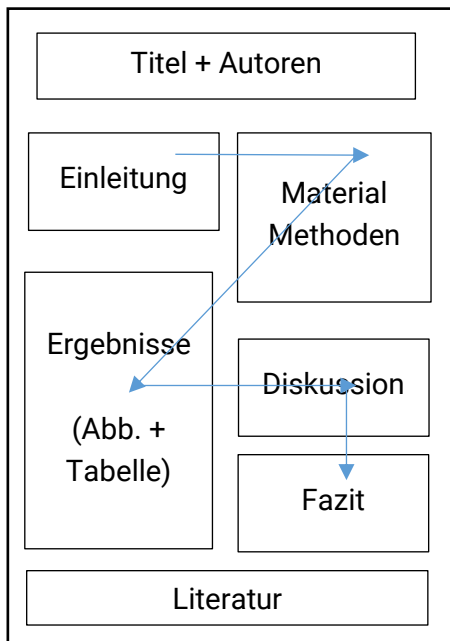 Titel + Autoren
Einleitung
Material
Methoden
Ergebnisse
(Abb. +
Tabelle)
Diskussion
Fazit
Literatur